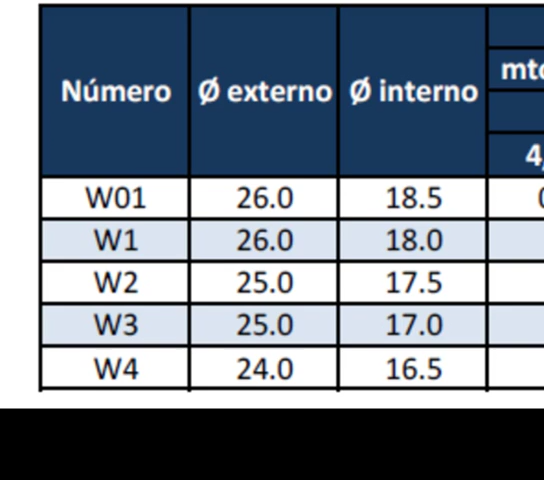 Número Ø externo Ø interno
W01 26.0 18.5
W1 26.0 18.0
W2 25.0 17.5
W3 25.0 17.0
W4 24.0 16.5